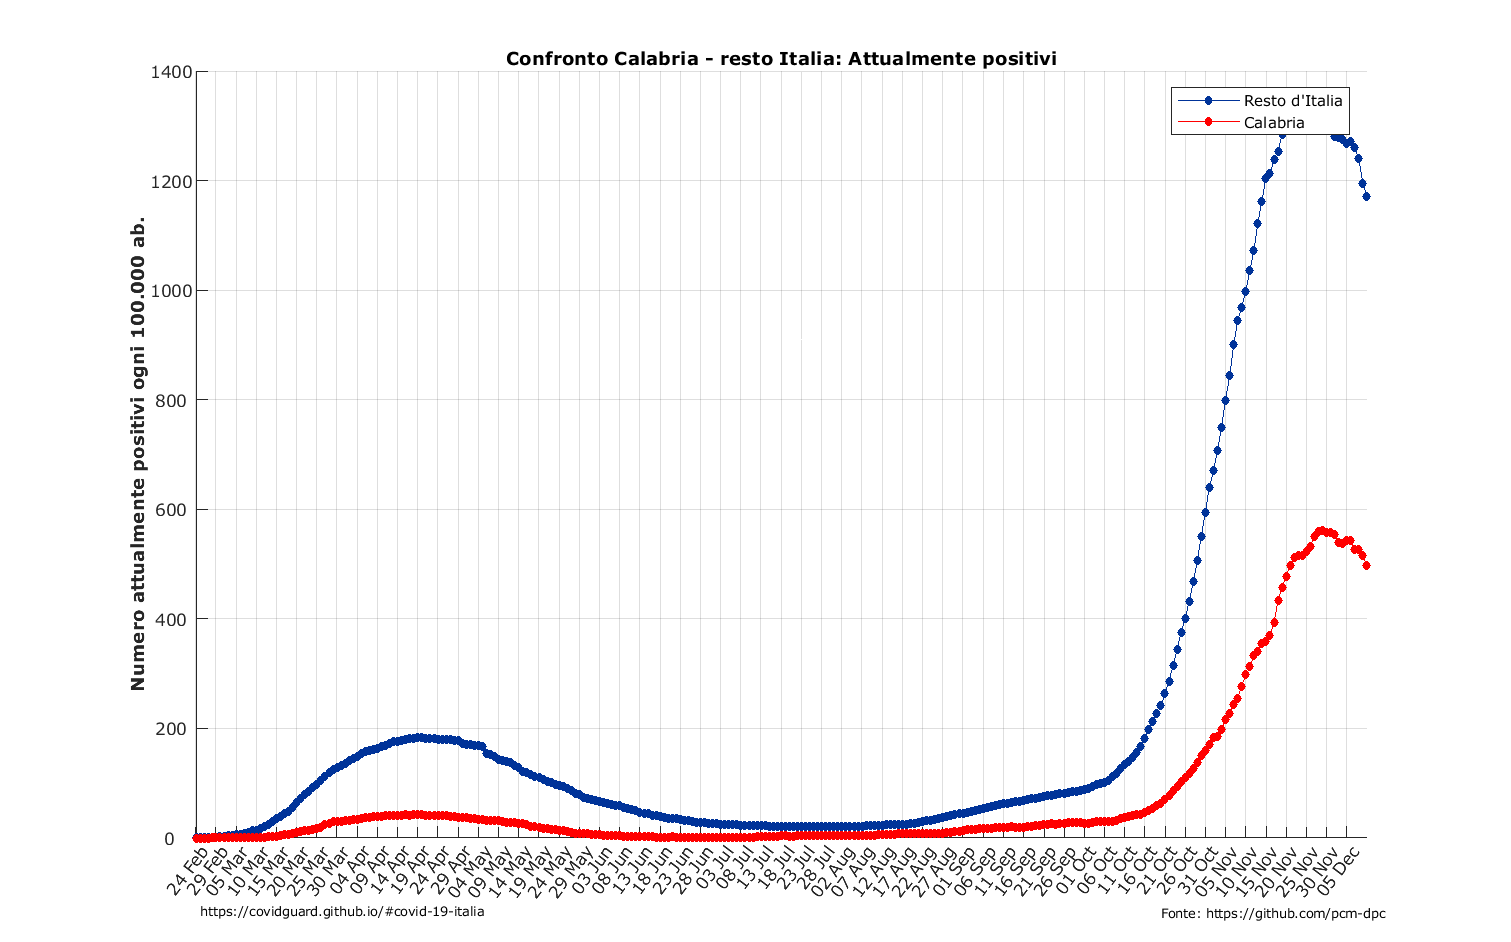 Confronto Calabria - resto Italia: Attualmente positivi
Resto d'Italia
Calabria
Numero attualmente positivi ogni 100.000 ab.
1400
1200
1000
800
600
400
200
0
24 Feb
29 Feb
05 Mar
10 Mar
15 Mar
20 Mar
25 Mar
30 Mar
04 Apr
09 Apr
14 Apr
19 Apr
24 Apr
29 Apr
04 May
09 May
14 May
19 May
24 May
29 May
03 Jun
08 Jun
13 Jun
18 Jun
23 Jun
28 Jun
03 Jul
08 Jul
13 Jul
18 Jul
23 Jul
28 Jul
02 Aug
07 Aug
12 Aug
17 Aug
22 Aug
27 Aug
01 Sep
06 Sep
11 Sep
16 Sep
21 Sep
26 Sep
01 Oct
06 Oct
11 Oct
16 Oct
21 Oct
26 Oct
31 Oct
05 Nov
10 Nov
15 Nov
20 Nov
25 Nov
30 Nov
05 Dec
https://covidguard.github.io/#covid-19-italia
Fonte: https://github.com/pcm-dpc